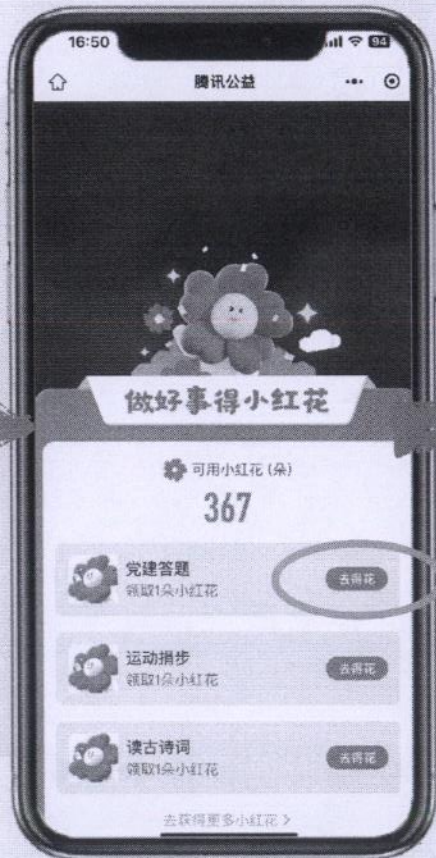 16:50
94
腾讯公益
做好事得小红花
可用小红花 (朵)
367
党建答题
领取1朵小红花
去得花
运动捐步
领取1朵小红花
去得花
读古诗词
领取1朵小红花
去得花
去获得更多小红花 >